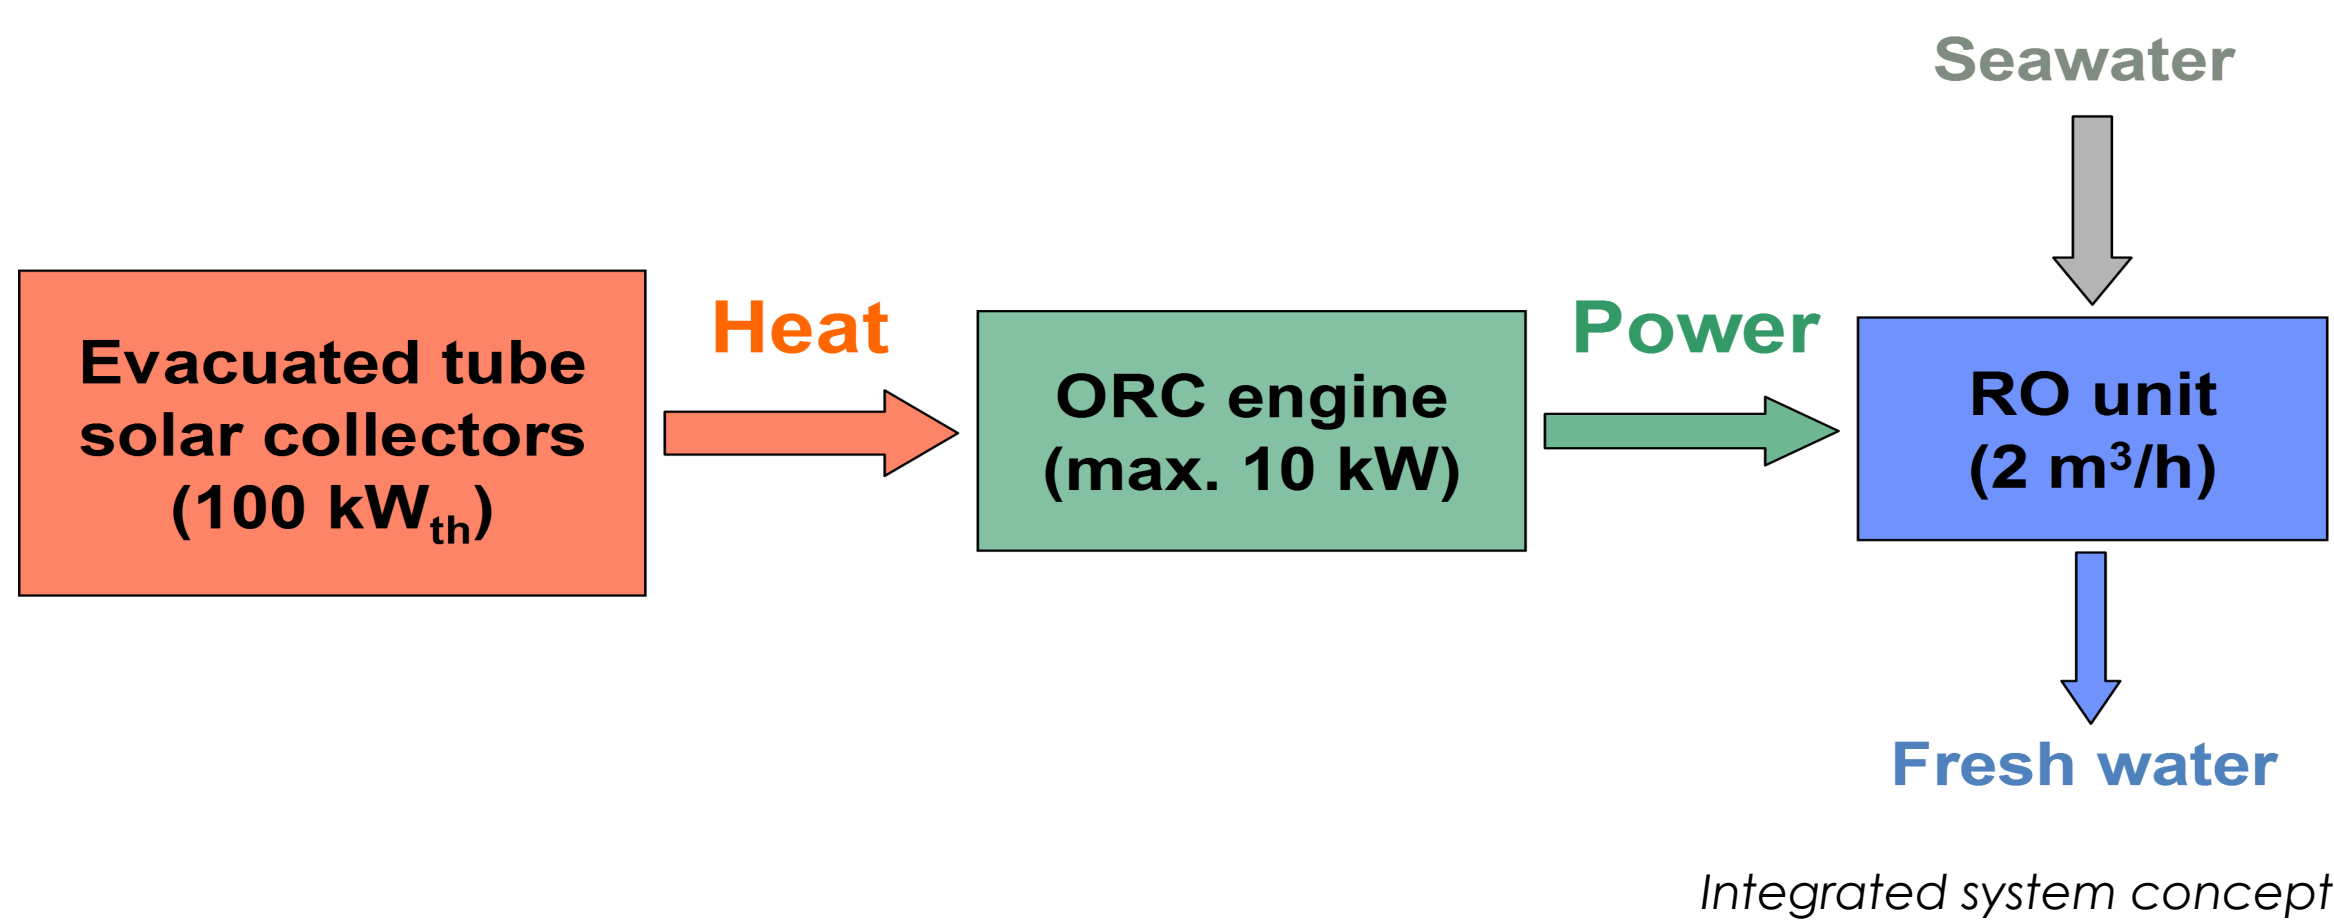 Seawater
Heat
Power
Evacuated tube
solar collectors
(100 kWth)
ORC engine
(max. 10 kW)
RO unit
(2 m³/h)
Fresh water
Integrated system concept